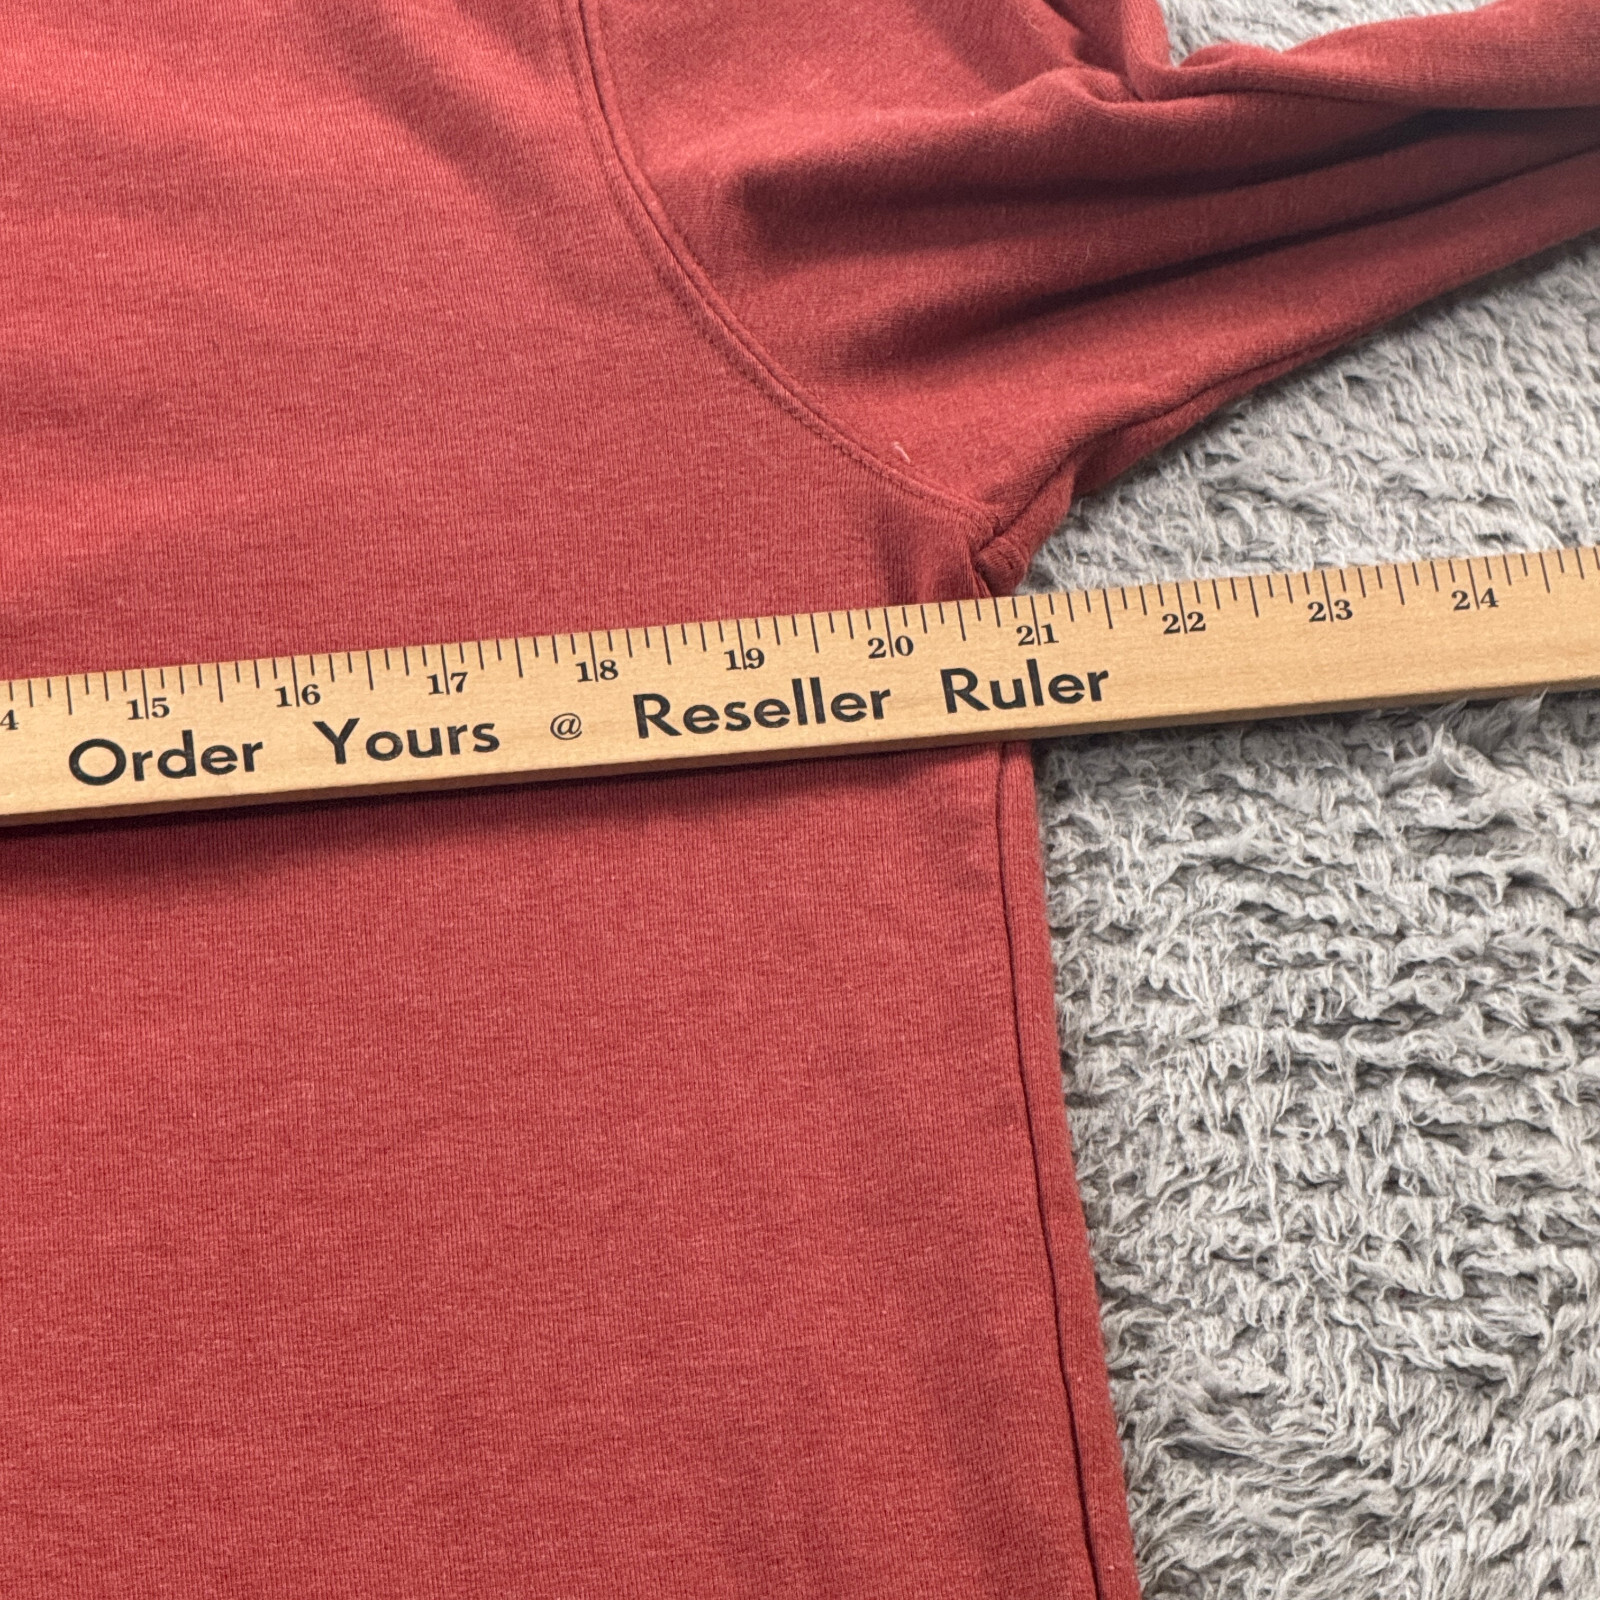 4 15 16 17 18 19 20 21 22 23 24
Order Yours @ Reseller Ruler